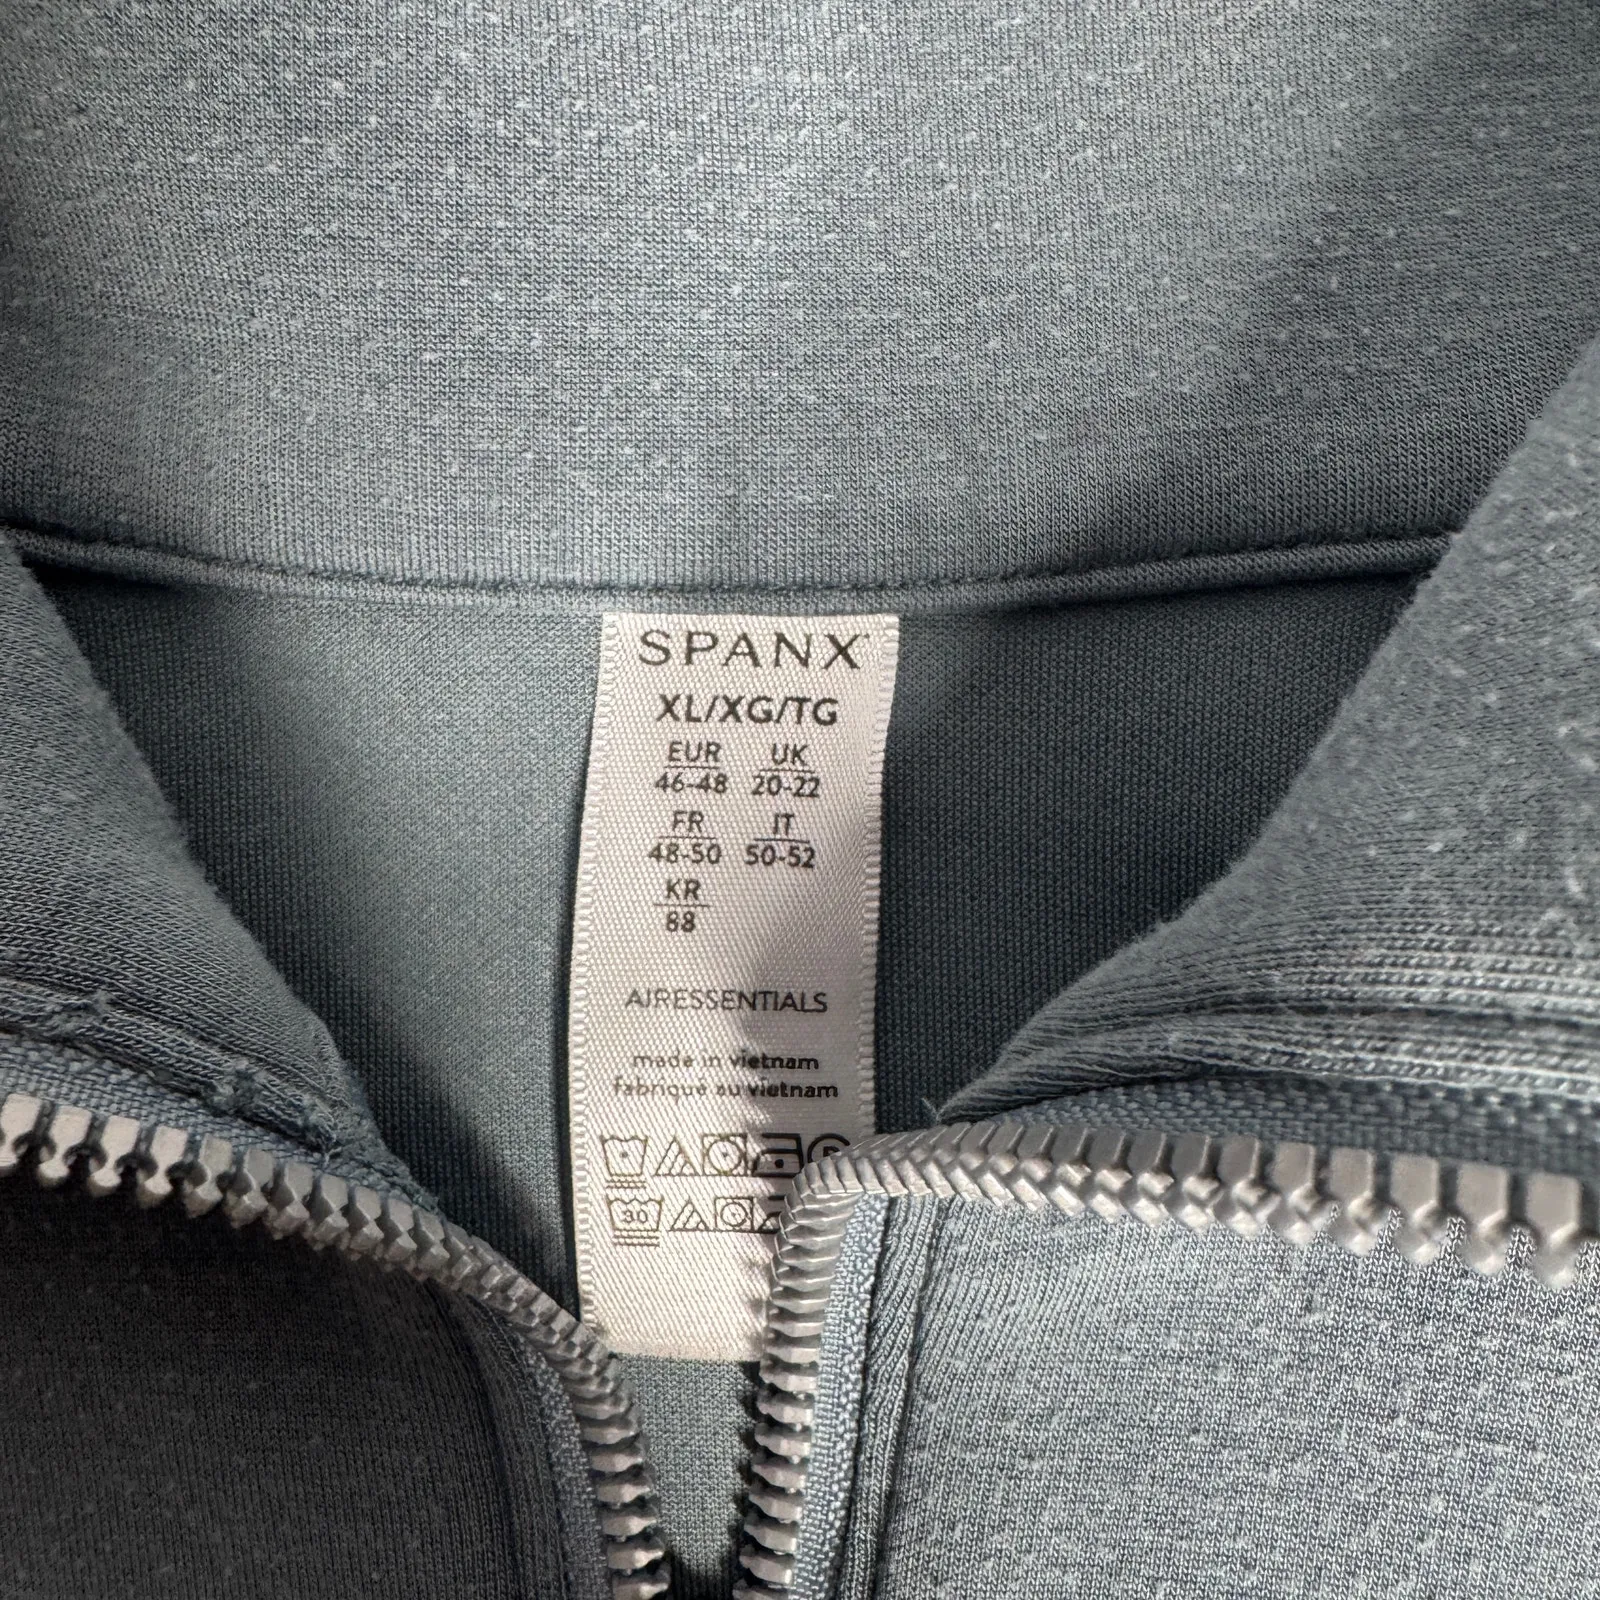 SPANX
XL/XG/TG
EUR UK
46-48 20-22
FR IT
48-50 50-52
KR
88
AIRESSENTIALS
made in vietnam
fabriqué au vietnam
30